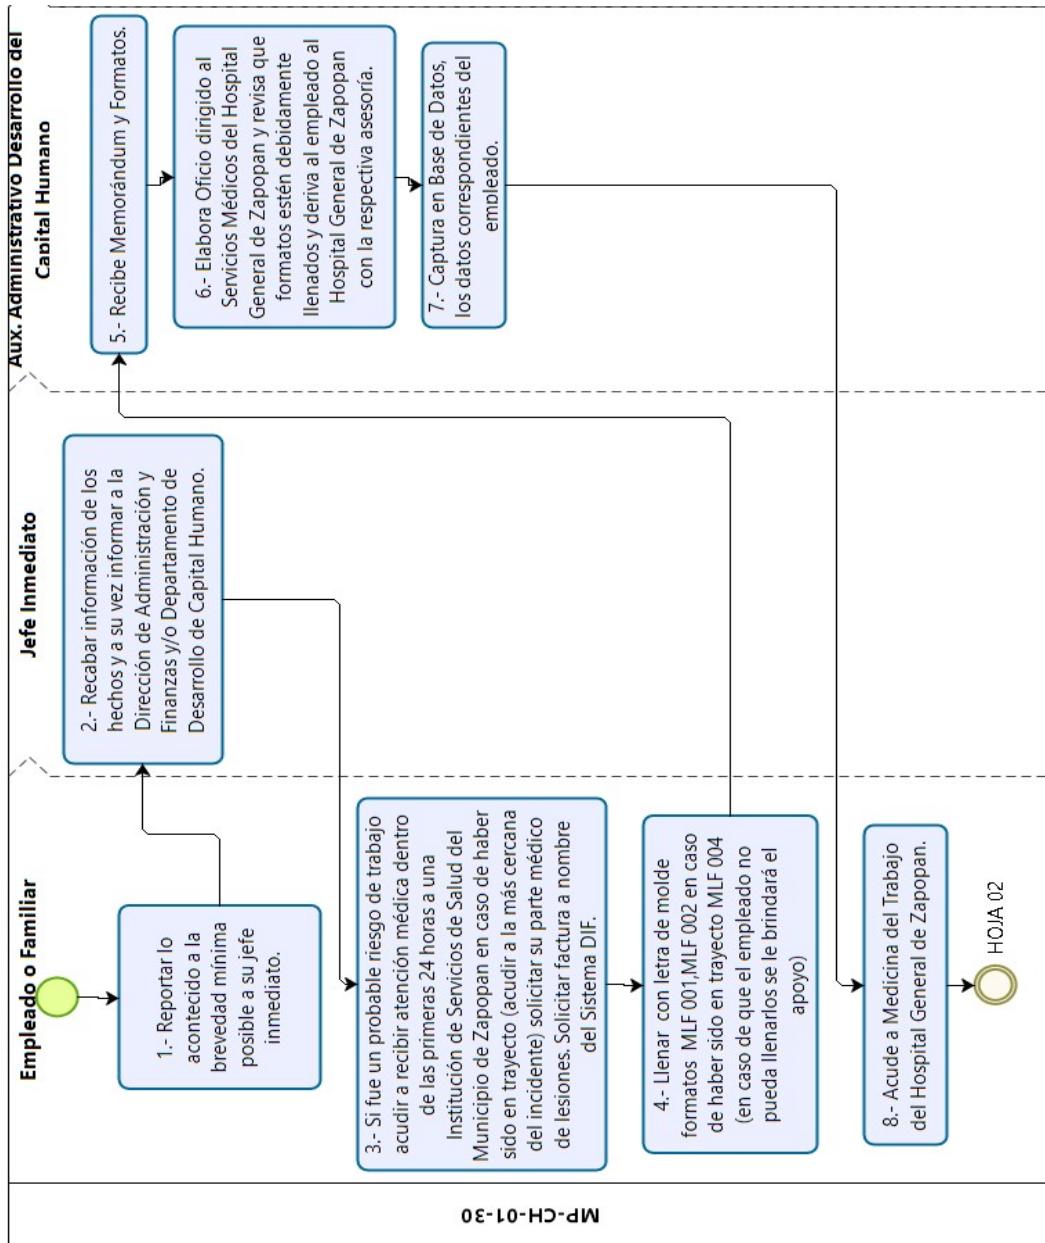 MP-CH-01-30
Empleado o Familiar
Jefe Inmediato
Aux. Administrativo Desarrollo del
Capital Humano
1.- Reportar lo
acontecido a la
brevedad mínima
posible a su jefe
inmediato.
2.- Recabar información de los
hechos y a su vez informar a la
Dirección de Administración y
Finanzas y/o Departamento de
Desarrollo de Capital Humano.
3.- Si fue un probable riesgo de trabajo
acudir a recibir atención médica dentro
de las primeras 24 horas a una
Institución de Servicios de Salud del
Municipio de Zapopan en caso de haber
sido en trayecto (acudir a la más cercana
del incidente) solicitar su parte médico
de lesiones. Solicitar factura a nombre
del Sistema DIF.
4.- Llenar con letra de molde
formatos MLF 001,MLF 002 en caso
de haber sido en trayecto MLF 004
(en caso de que el empleado no
pueda llenarlos se le brindará el
apoyo)
5.- Recibe Memorándum y Formatos.
6.- Elabora Oficio dirigido al
Servicios Médicos del Hospital
General de Zapopan y revisa que
formatos estén debidamente
llenados y deriva al empleado al
Hospital General de Zapopan
con la respectiva asesoría.
7.- Captura en Base de Datos,
los datos correspondientes del
empleado.
8.- Acude a Medicina del Trabajo
del Hospital General de Zapopan.
HOJA 02